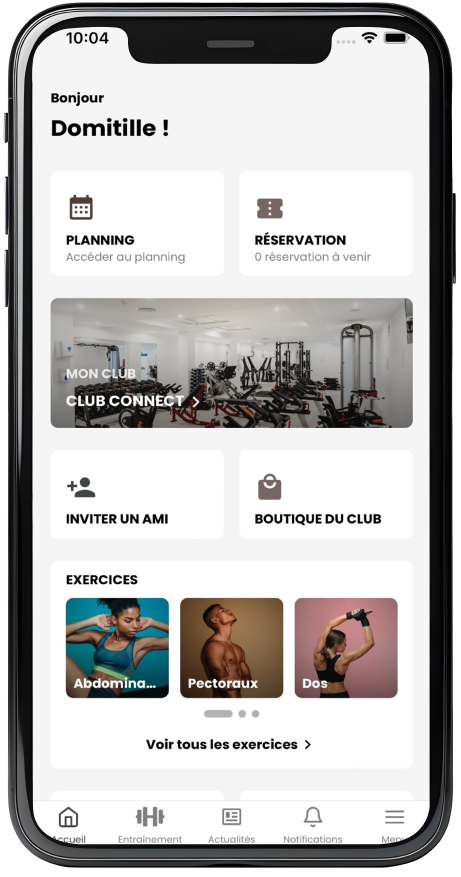 10:04
Bonjour
Domitille !
PLANNING
Accéder au planning
RÉSERVATION
0 réservation à venir
MON CLUB
CLUB CONNECT
INVITER UN AMI
BOUTIQUE DU CLUB
EXERCICES
Abdomina...
Pectoraux
Dos
Voir tous les exercices
Accueil
Entraînement
Actualités
Notifications
Menu